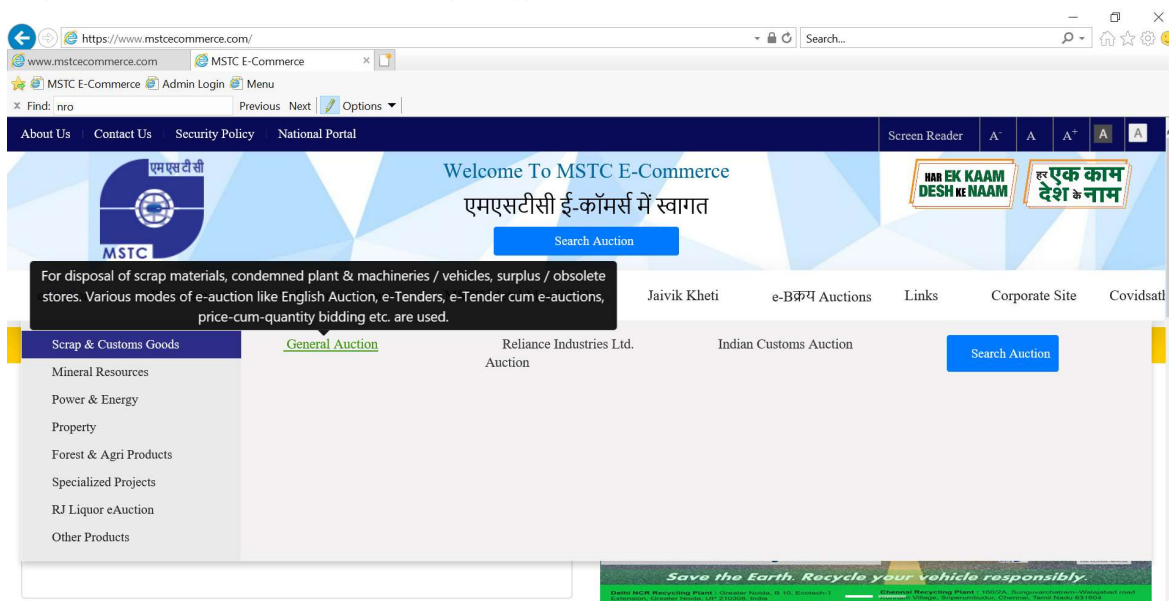 https://www.mstcecommerce.com/
Search...
www.mstcecommerce.com
MSTC E-Commerce
MSTC E-Commerce Admin Login Menu
Find: nro Previous Next Options
About Us Contact Us Security Policy National Portal Screen Reader A- A A+ A A
एम एस टी सी
MSTC
Welcome To MSTC E-Commerce
एमएसटीसी ई-कॉमर्स में स्वागत
Search Auction
HAR EK KAAM
DESH KE NAAM
हर एक काम
देश के नाम
For disposal of scrap materials, condemned plant & machineries / vehicles, surplus / obsolete
stores. Various modes of e-auction like English Auction, e-Tenders, e-Tender cum e-auctions,
price-cum-quantity bidding etc. are used.
Jaivik Kheti e-Bक्रय Auctions Links Corporate Site Covidsath
Scrap & Customs Goods
General Auction
Reliance Industries Ltd.
Auction
Indian Customs Auction
Search Auction
Mineral Resources
Power & Energy
Property
Forest & Agri Products
Specialized Projects
RJ Liquor eAuction
Other Products
Save the Earth. Recycle your vehicle responsibly.